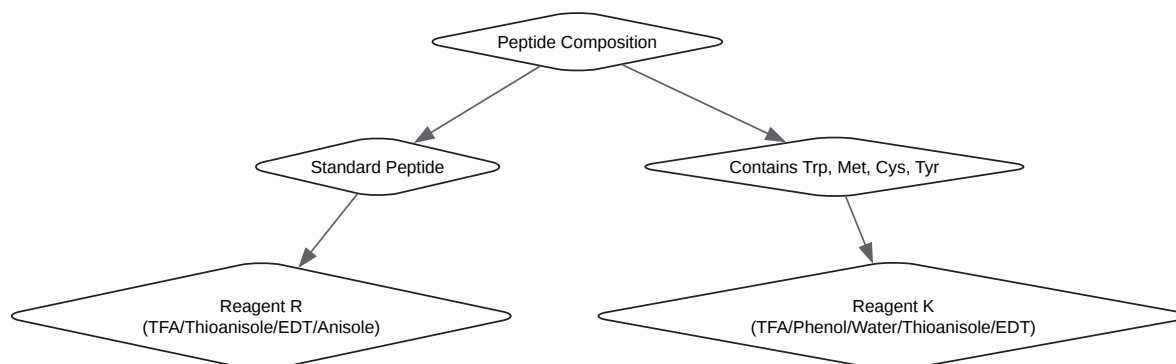 Peptide Composition
Standard Peptide
Contains Trp, Met, Cys, Tyr
Reagent R
(TFA/Thioanisole/EDT/Anisole)
Reagent K
(TFA/Phenol/Water/Thioanisole/EDT)